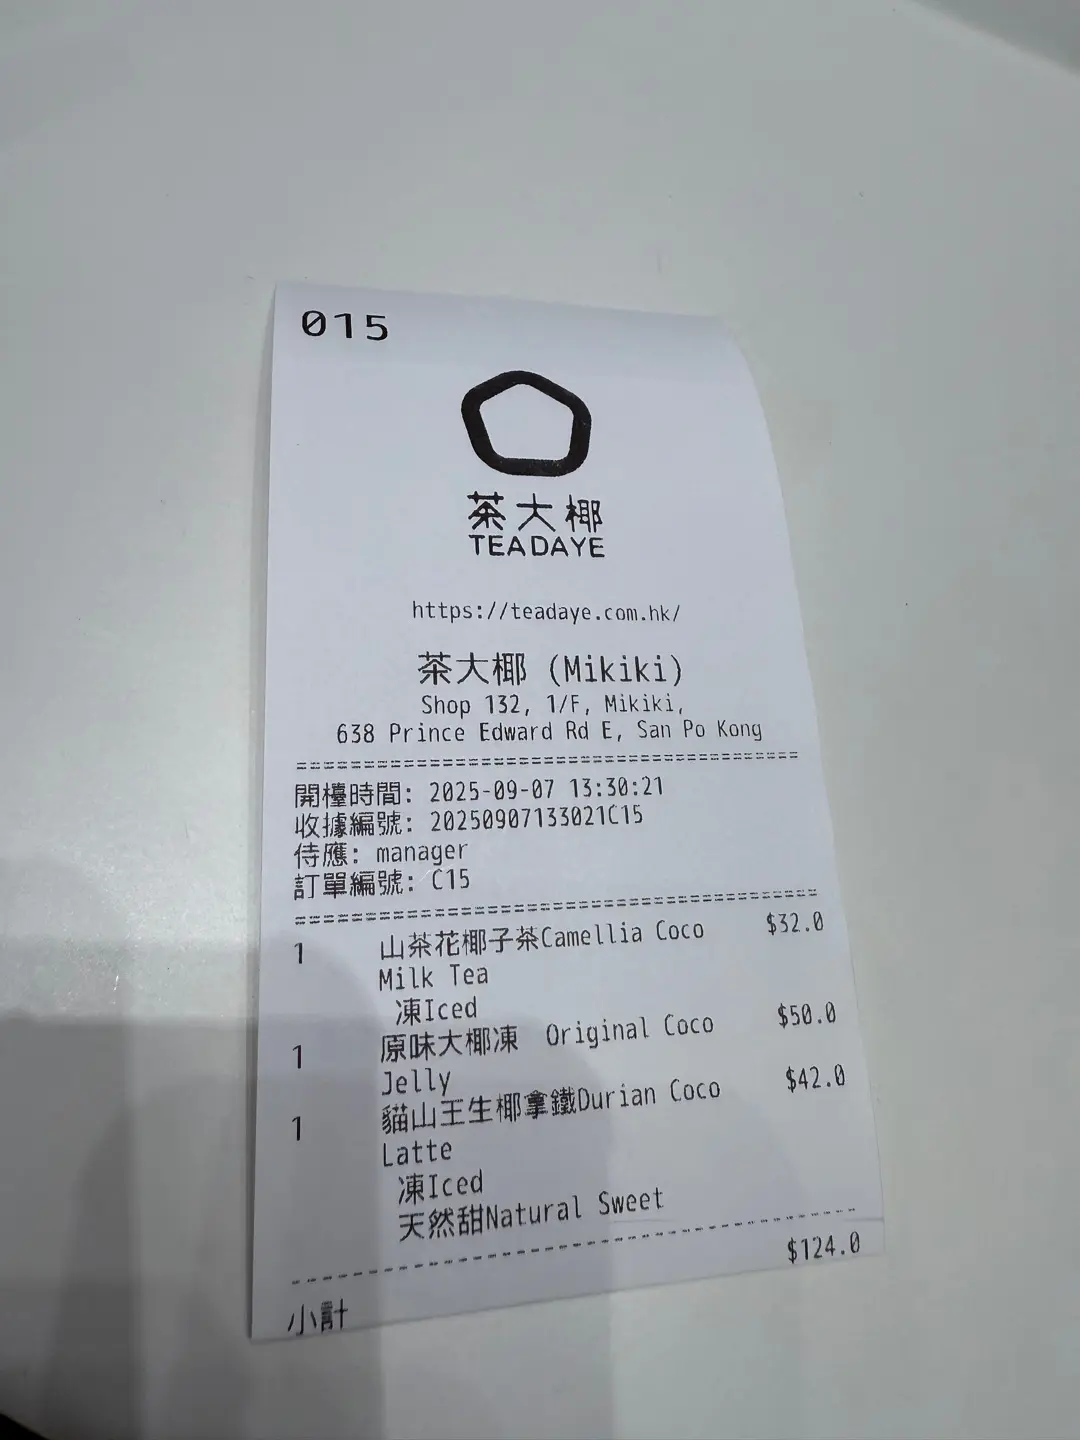 015
茶大椰
TEADAYE
https://teadaye.com.hk/
茶大椰 (Mikiki)
Shop 132, 1/F, Mikiki,
638 Prince Edward Rd E, San Po Kong
開檯時間: 2025-09-07 13:30:21
收據編號: 20250907133021C15
侍應: manager
訂單編號: C15
1 山茶花椰子茶Camellia Coco $32.0
Milk Tea
凍Iced
1 原味大椰凍 Original Coco $50.0
Jelly
1 貓山王生椰拿鐵Durian Coco $42.0
Latte
凍Iced
天然甜Natural Sweet
小計 $124.0